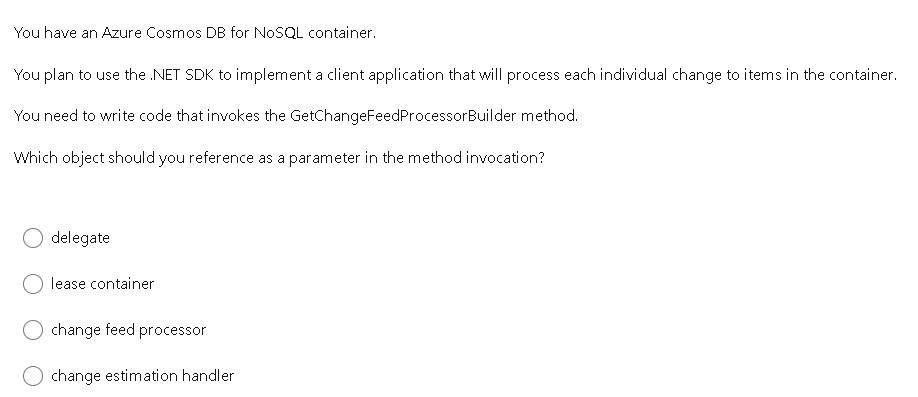 You have an Azure Cosmos DB for NoSQL container.
You plan to use the .NET SDK to implement a client application that will process each individual change to items in the container.
You need to write code that invokes the GetChangeFeedProcessorBuilder method.
Which object should you reference as a parameter in the method invocation?
delegate
lease container
change feed processor
change estimation handler